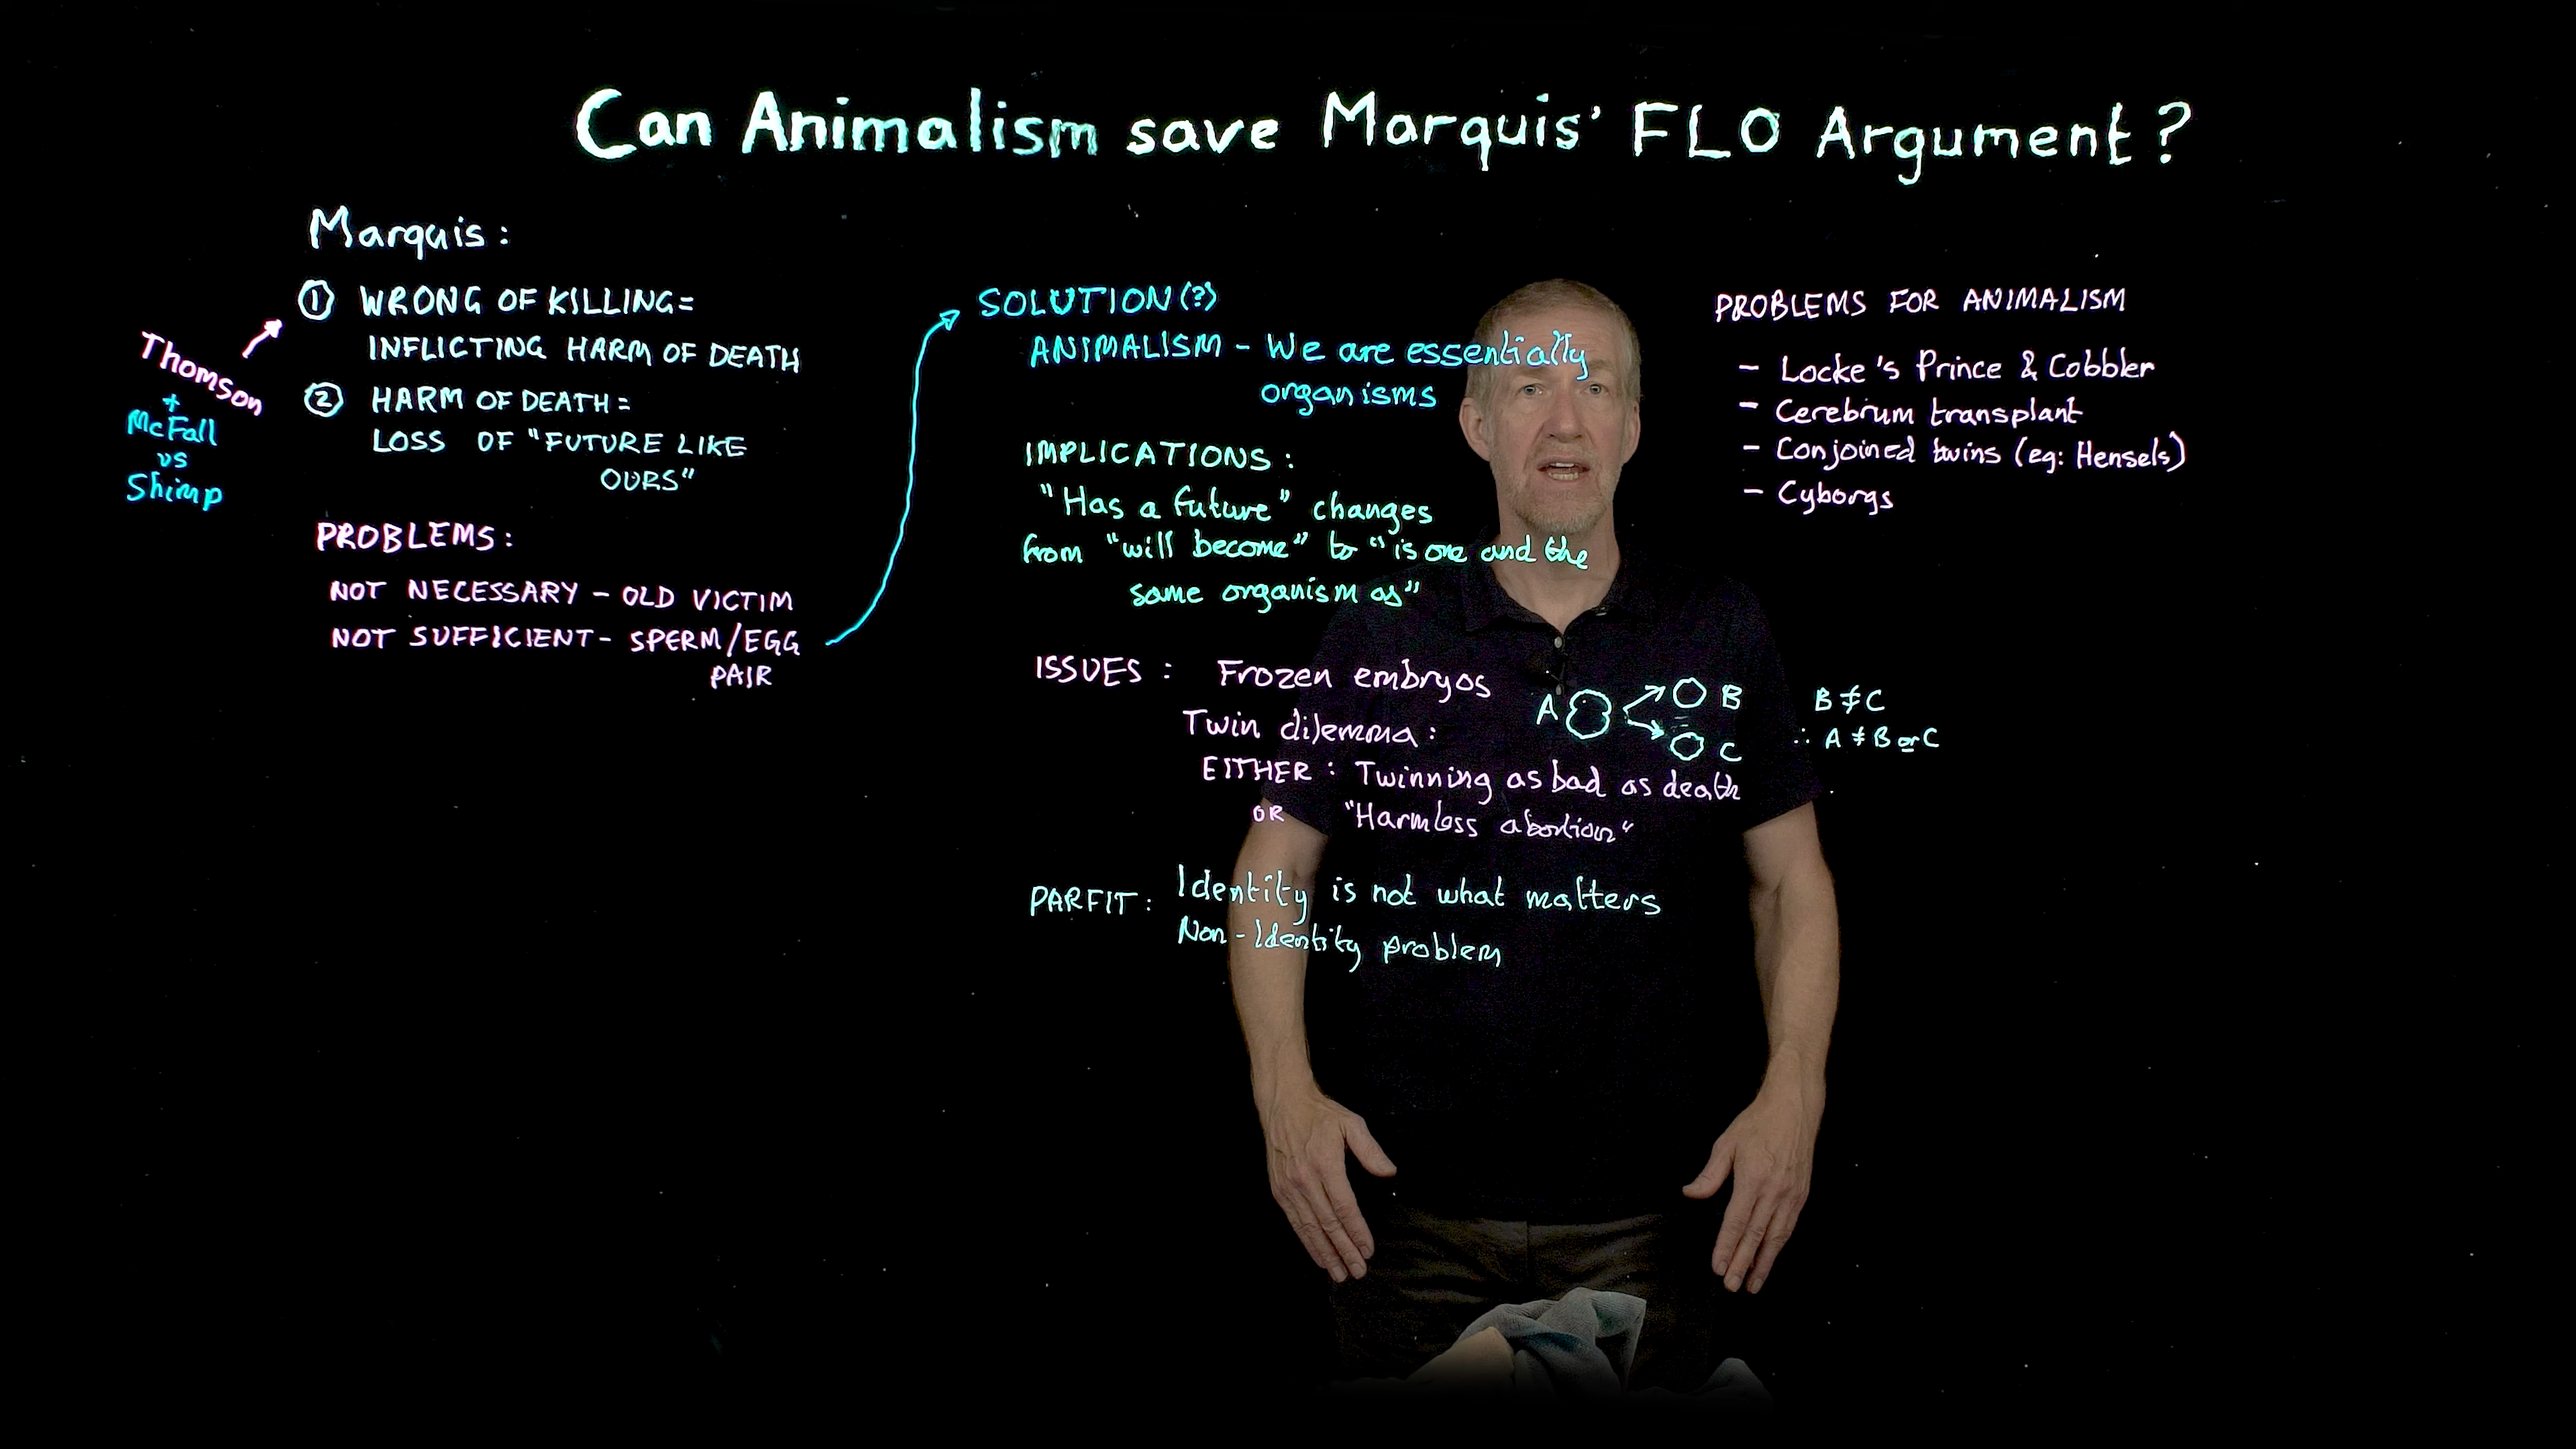 Can Animalism save Marquis' FLO Argument?
Marquis:
① WRONG OF KILLING=
INFLICTING HARM OF DEATH
② HARM OF DEATH=
LOSS OF "FUTURE LIKE
OURS"
Thomson
+
McFall
vs
Shimp
PROBLEMS:
NOT NECESSARY - OLD VICTIM
NOT SUFFICIENT- SPERM/EGG
PAIR
SOLUTION(?)
ANIMALISM - We are essentially
organisms
IMPLICATIONS:
"Has a future" changes
from "will become" to "is one and the
same organism as"
ISSUES: Frozen embryos
Twin dilemma:
EITHER: Twinning as bad as death
OR "Harmless abortion"
A
B
C
B ≠ C
∴ A ≠ B or C
PARFIT: Identity is not what matters
Non-Identity problem
PROBLEMS FOR ANIMALISM
- Locke's Prince & Cobbler
- Cerebrum transplant
- Conjoined twins (eg: Hensels)
- Cyborgs